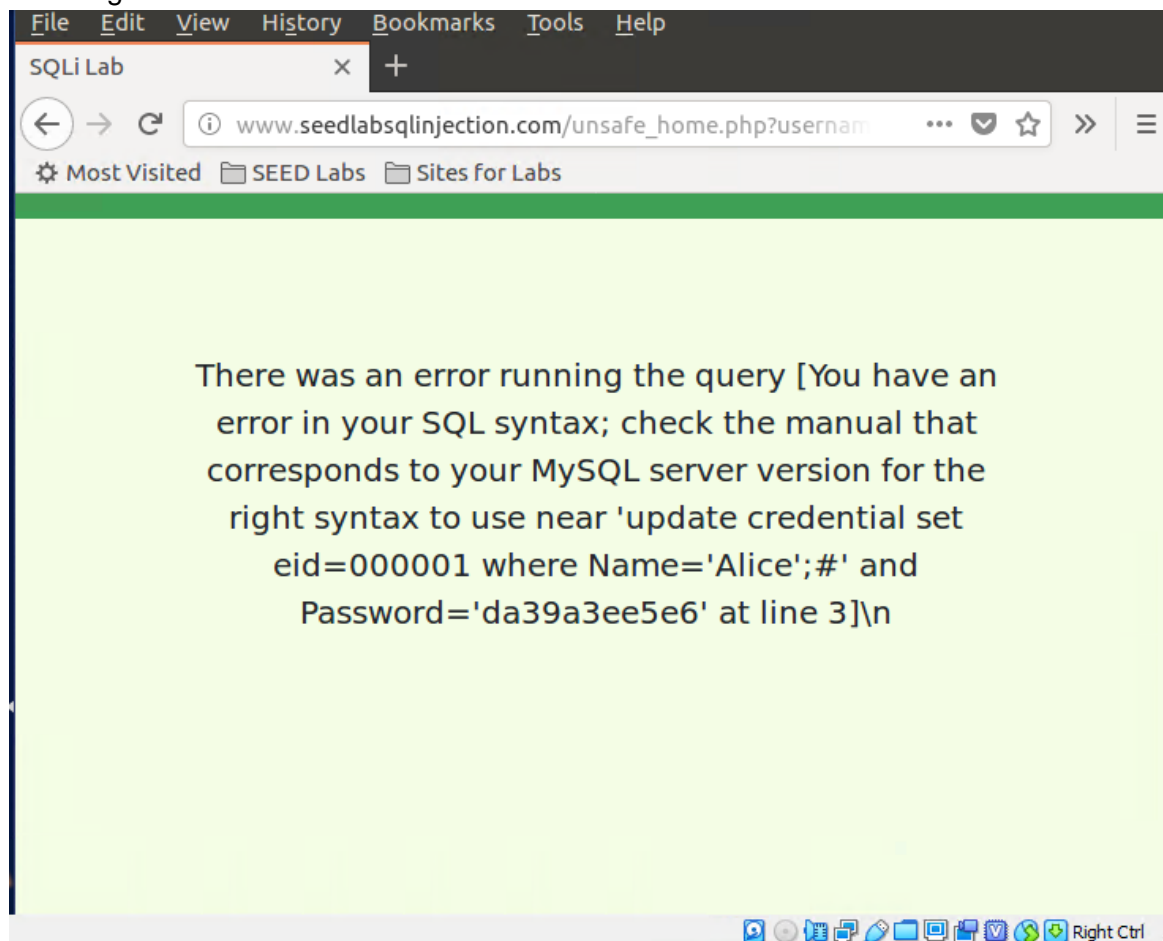 File Edit View History Bookmarks Tools Help
SQLi Lab × +
www.seedlabsqlinjection.com/unsafe_home.php?usernam
Most Visited SEED Labs Sites for Labs
There was an error running the query [You have an
error in your SQL syntax; check the manual that
corresponds to your MySQL server version for the
right syntax to use near 'update credential set
eid=000001 where Name='Alice';#' and
Password='da39a3ee5e6' at line 3]\n
Right Ctrl